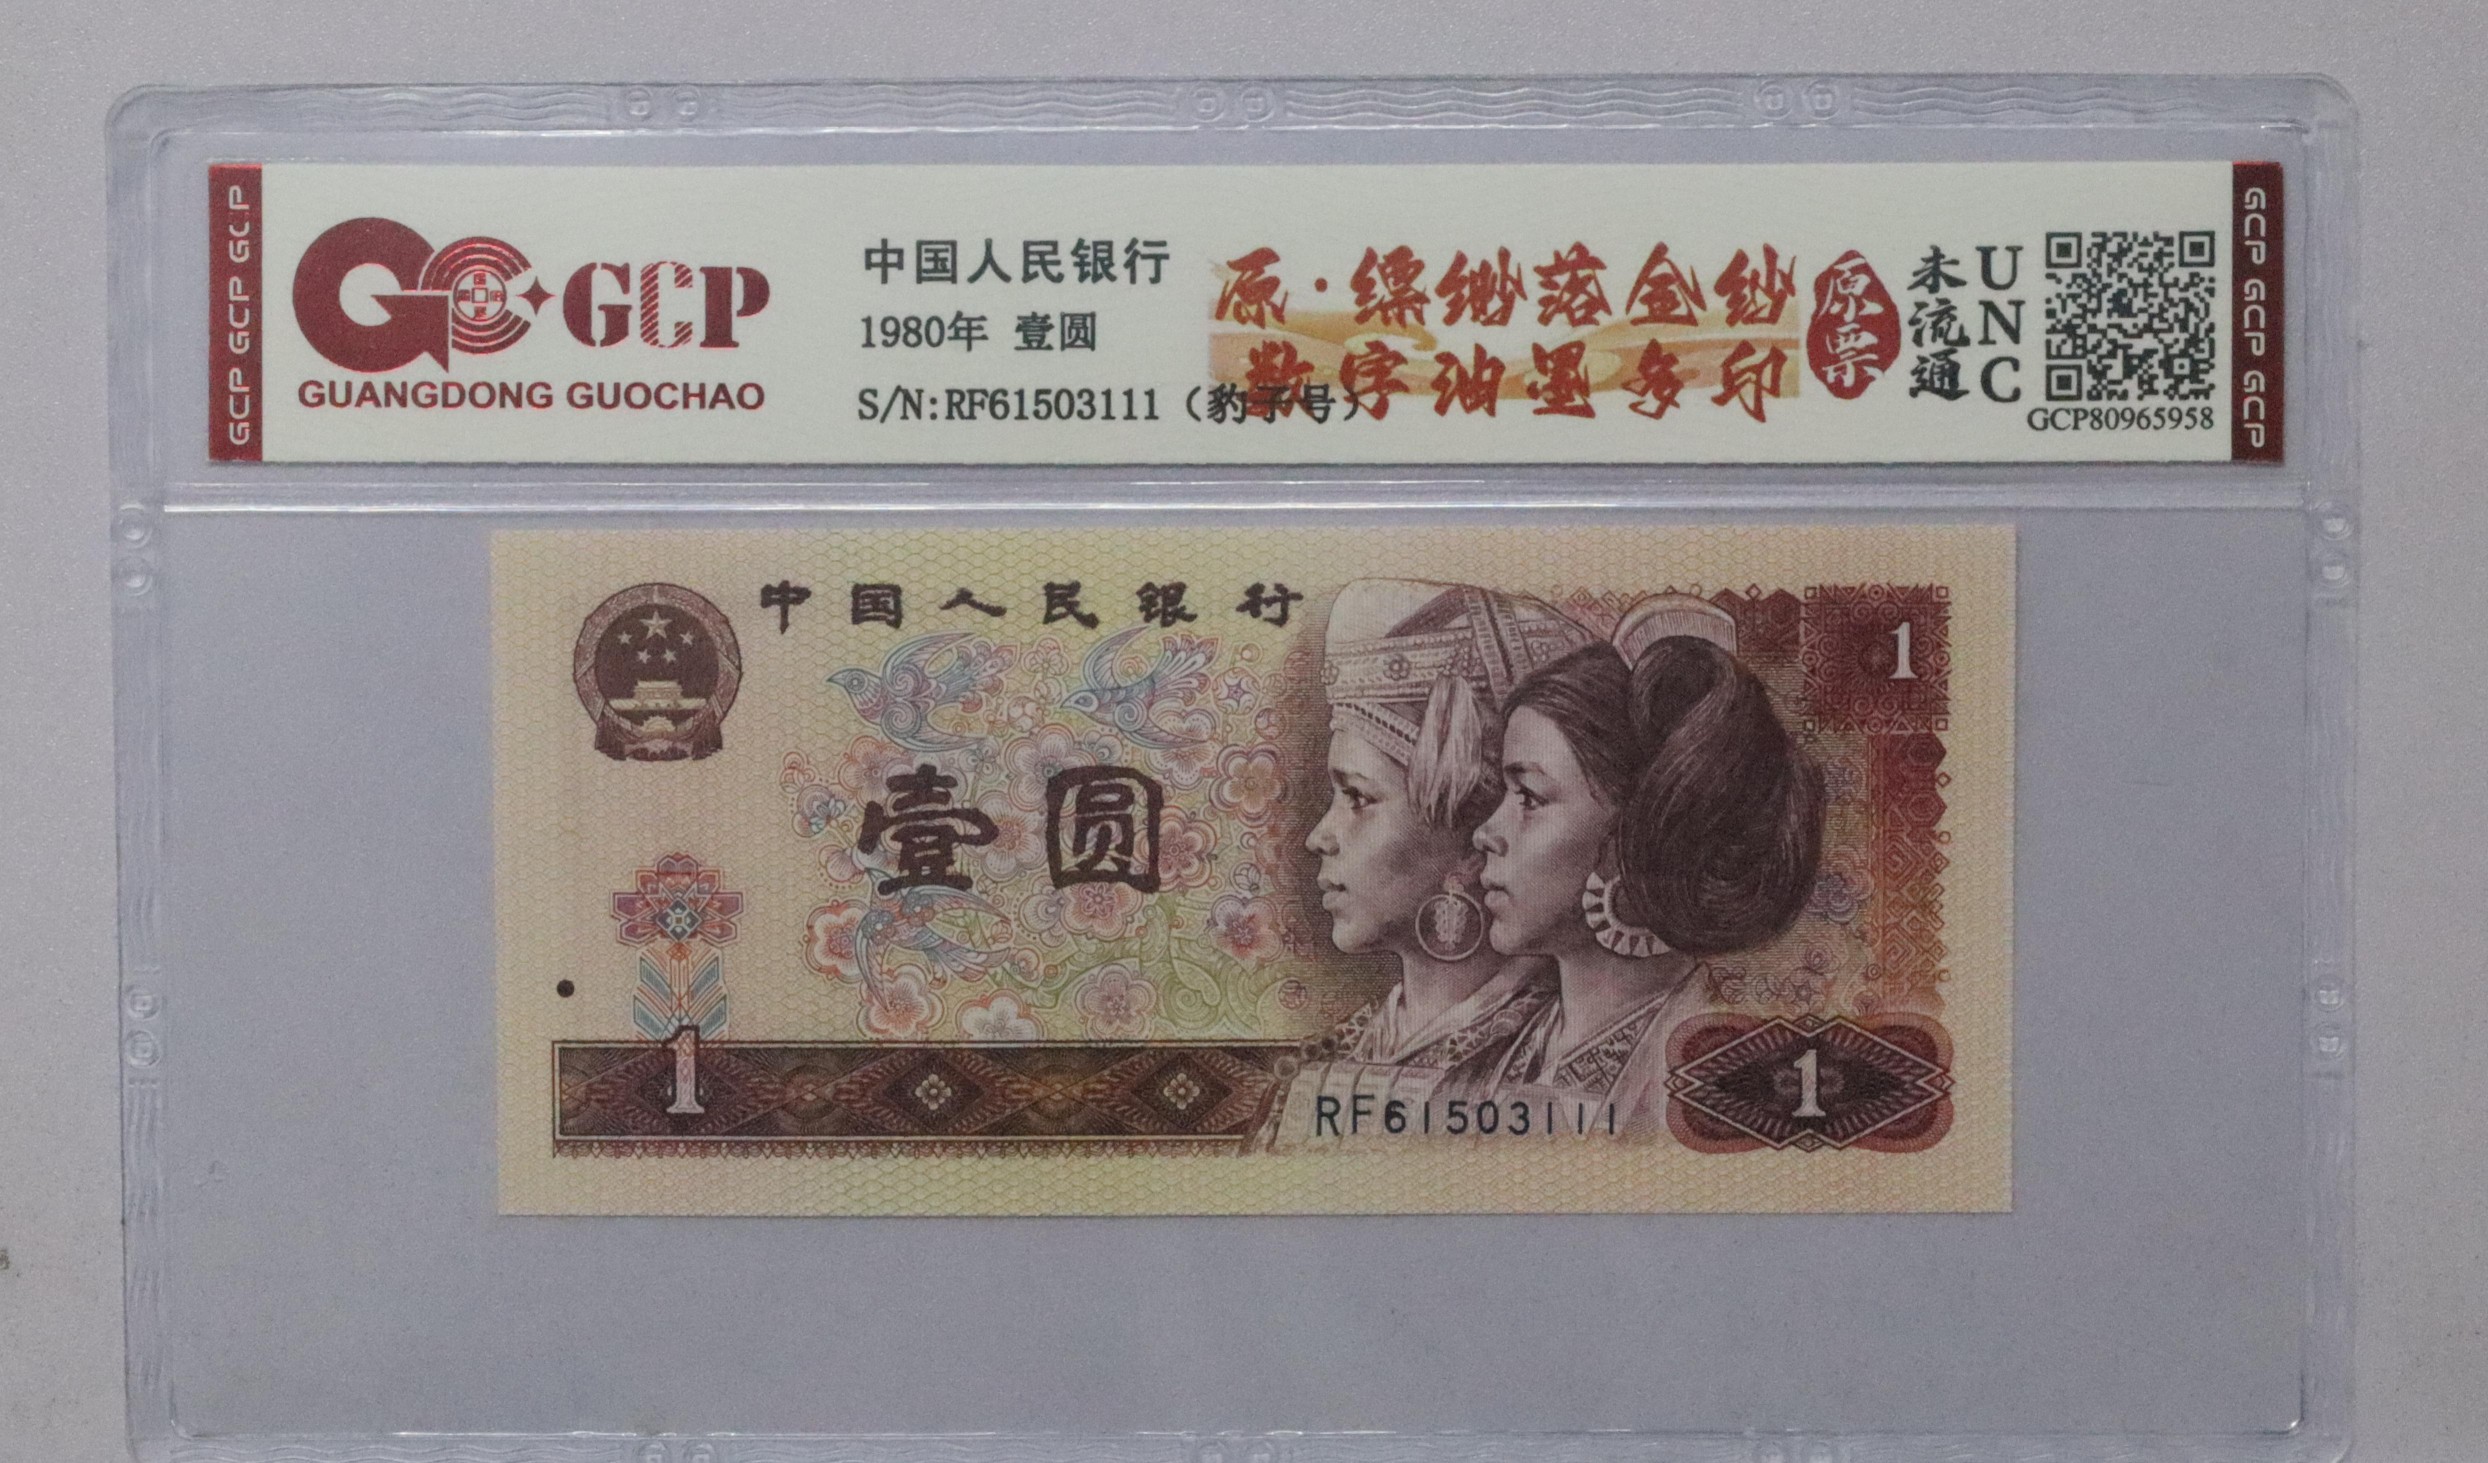 GCP GCP GCP
GCP
GUANGDONG GUOCHAO
中国人民银行
1980年 壹圆
S/N:RF61503111（豹子号）
原·缥缈落金纱
数字油墨多印
原票
未流通
UNC
GCP80965958
GCP GCP GCP
中国人民银行
1
壹圆
1
RF61503111
1